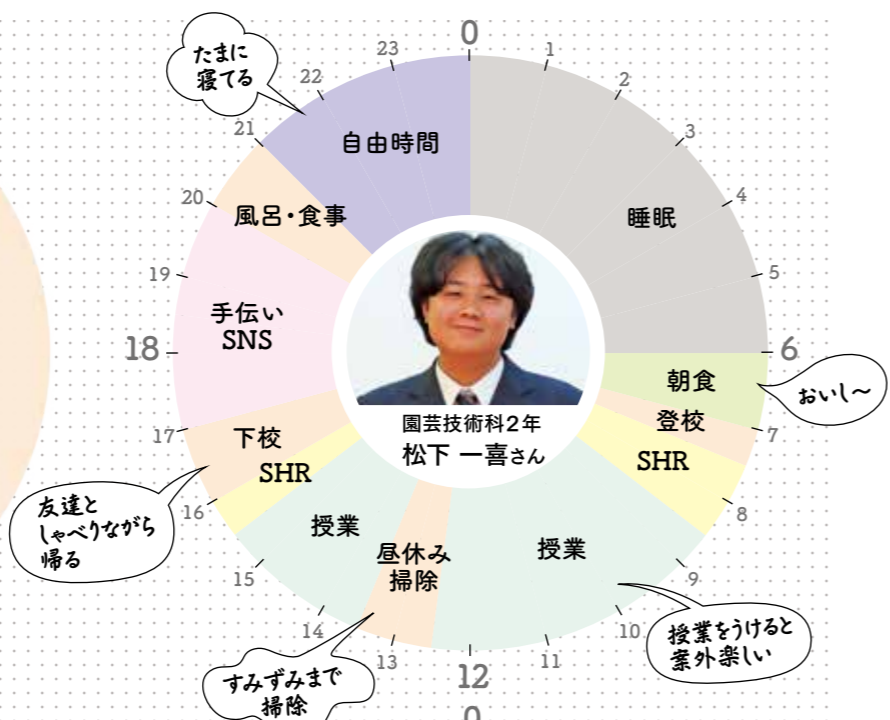 0
1
2
3
4
5
6
7
8
9
10
11
12
13
14
15
16
17
18
19
20
21
22
23
たまに
寝てる
自由時間
睡眠
風呂・食事
手伝い
SNS
朝食
おいし〜
登校
SHR
園芸技術科2年
松下 一喜さん
下校
SHR
友達と
しゃべりながら
帰る
授業
昼休み
掃除
授業
授業をうけると
案外楽しい
すみずみまで
掃除
0